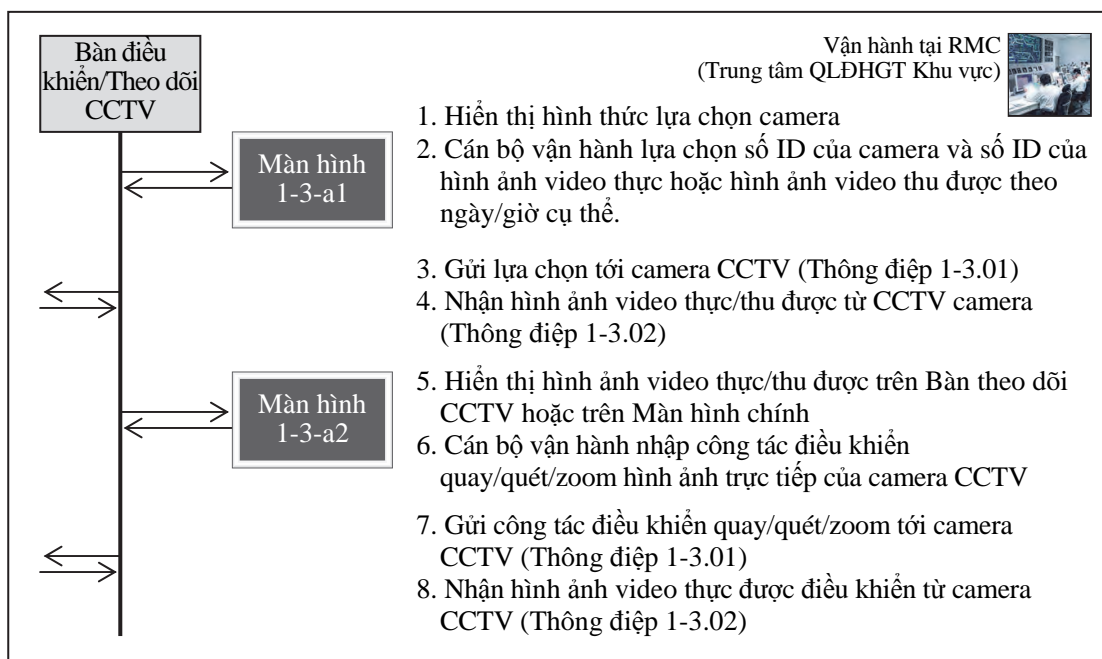 Bàn điều
khiển/Theo dõi
CCTV
Vận hành tại RMC
(Trung tâm QLĐHGT Khu vực)
Màn hình
1-3-a1
1. Hiển thị hình thức lựa chọn camera
2. Cán bộ vận hành lựa chọn số ID của camera và số ID của
hình ảnh video thực hoặc hình ảnh video thu được theo
ngày/giờ cụ thể.
3. Gửi lựa chọn tới camera CCTV (Thông điệp 1-3.01)
4. Nhận hình ảnh video thực/thu được từ CCTV camera
(Thông điệp 1-3.02)
Màn hình
1-3-a2
5. Hiển thị hình ảnh video thực/thu được trên Bàn theo dõi
CCTV hoặc trên Màn hình chính
6. Cán bộ vận hành nhập công tác điều khiển
quay/quét/zoom hình ảnh trực tiếp của camera CCTV
7. Gửi công tác điều khiển quay/quét/zoom tới camera
CCTV (Thông điệp 1-3.01)
8. Nhận hình ảnh video thực được điều khiển từ camera
CCTV (Thông điệp 1-3.02)